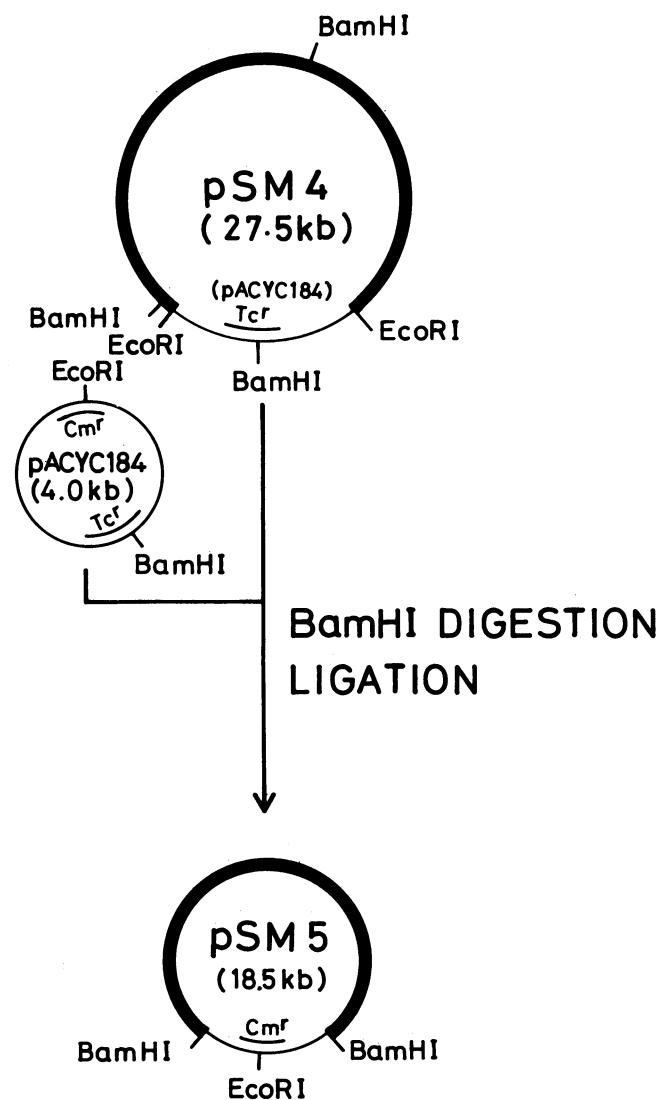 BamHI
pSM4
(27.5kb)
(pACYC184)
Tcr
BamHI
EcoRI
EcoRI
BamHI
EcoRI
Cmr
pACYC184
(4.0kb)
Tcr
BamHI
BamHI DIGESTION
LIGATION
pSM5
(18.5kb)
Cmr
BamHI
BamHI
EcoRI